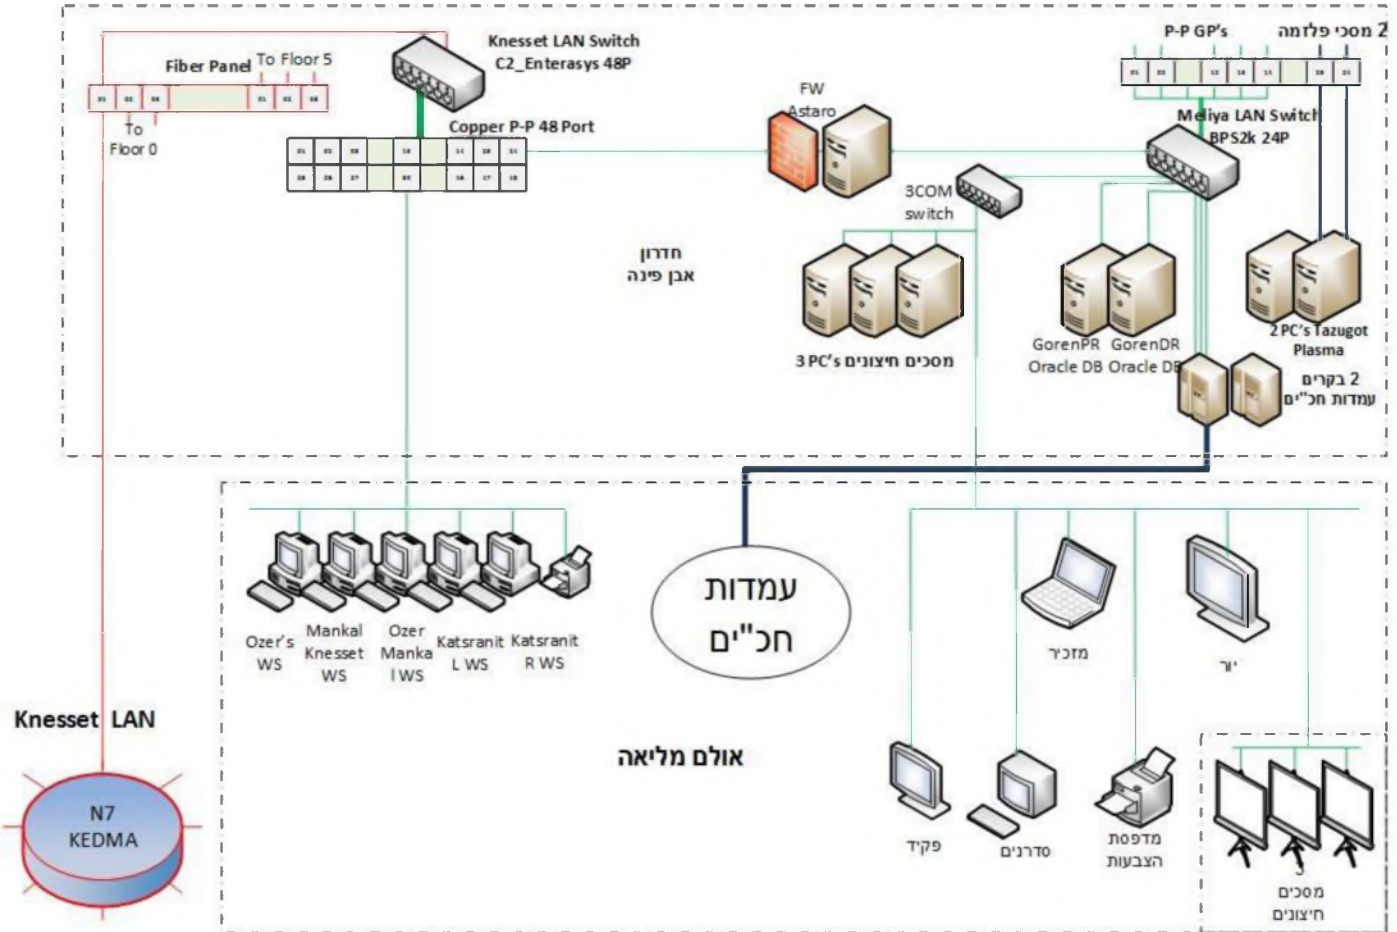 Knesset LAN Switch
C2_Enterasys 48P
Fiber Panel
To Floor 5
To
Floor 0
Copper P-P 48 Port
FW
Astaro
P-P GP's
2 מסכי פלזמה
Meliya LAN Switch
BPS2k 24P
3COM
switch
חדרון
אבן פינה
3 PC's מסכים חיצונים
GorenPR
Oracle DB
GorenDR
Oracle DB
2 PC's Tazugot
Plasma
2 בקרים
עמדות חכ"ים
Ozer's
WS
Mankal
Knesset
WS
Ozer
Manka
l WS
Katsranit
L WS
Katsranit
R WS
עמדות
חכ"ים
מזכיר
יור
Knesset LAN
N7
KEDMA
אולם מליאה
פקיד
סדרנים
מדפסת
הצבעות
3
מסכים
חיצונים